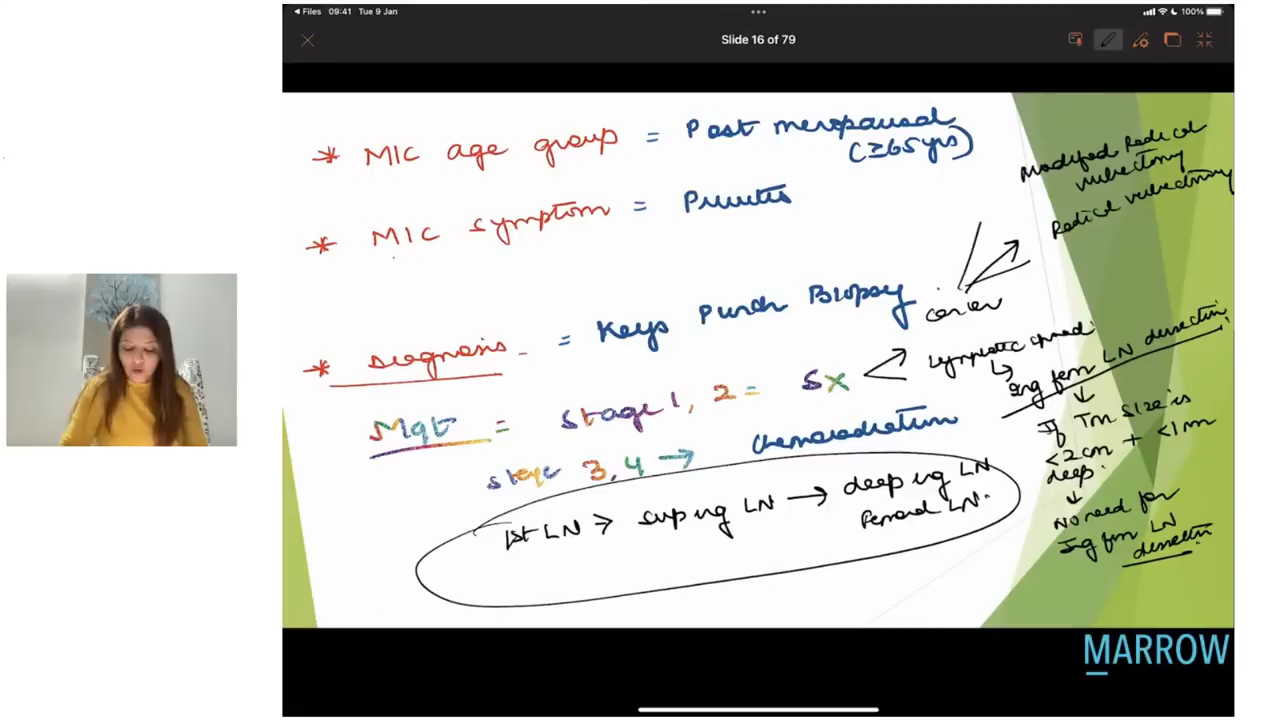 Files 09:41 Tue 9 Jan
100%
Slide 16 of 79
* MIC age group = Post menopausal
(≥65yrs)
* MIC symptom = Pruritis
* Diagnosis = Keys Punch Biopsy
Mgt = Stage 1, 2 = Sx
Stage 3, 4 → Chemoradiation
1st LN > sup ing LN → deep ing LN
Femoral LN.
Modified Radical
vulvectomy
Radical vulvectomy
Cancer
lymphatic spread
Ing fem LN dissection
If Tm size is
<2cm + <1m
deep.
No need for
Ing fem LN
dissectin
MARROW